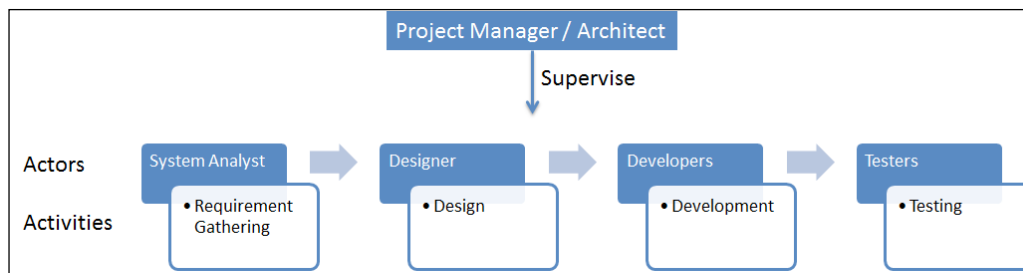 Project Manager / Architect
Supervise
Actors
System Analyst
Designer
Developers
Testers
Activities
• Requirement
Gathering
• Design
• Development
• Testing